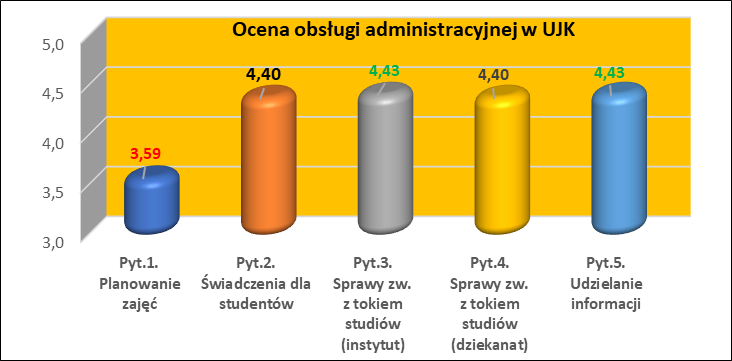 Ocena obsługi administracyjnej w UJK
5,0
4,5
4,0
3,5
3,0
3,59
4,40
4,43
4,40
4,43
Pyt.1.
Planowanie
zajęć
Pyt.2.
Świadczenia dla
studentów
Pyt.3.
Sprawy zw.
z tokiem
studiów
(instytut)
Pyt.4.
Sprawy zw.
z tokiem
studiów
(dziekanat)
Pyt.5.
Udzielanie
informacji